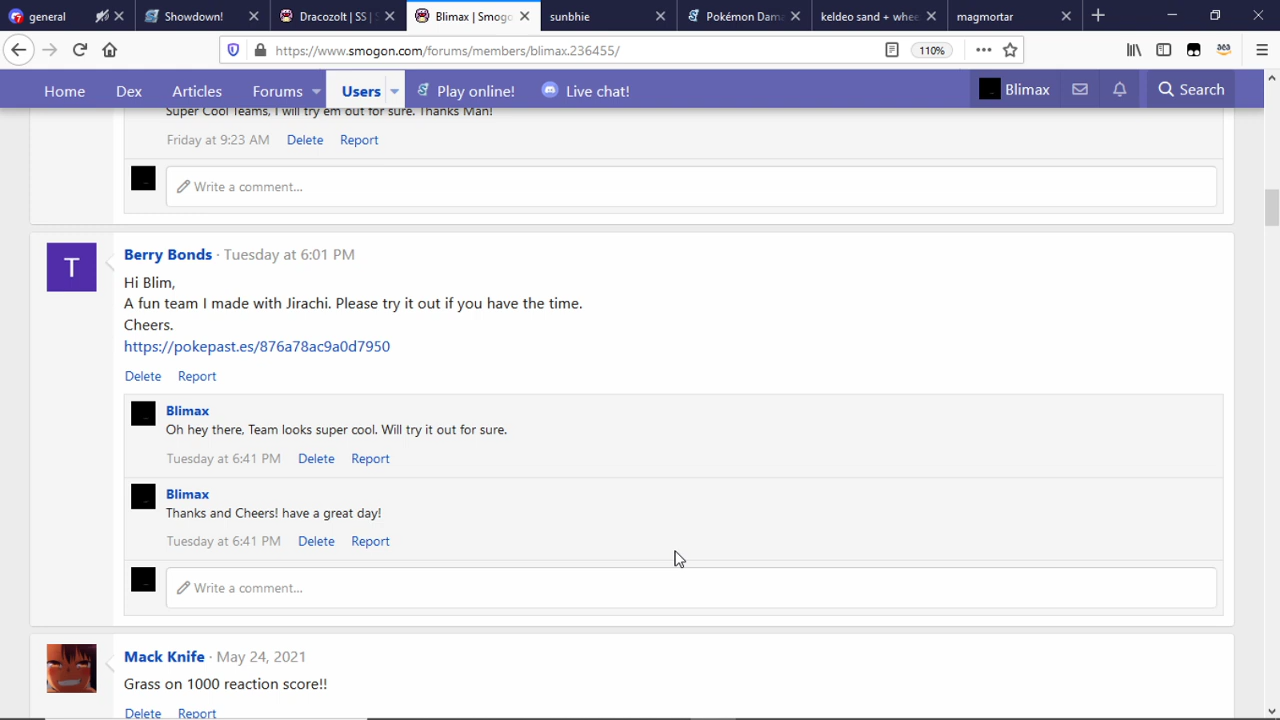 general
Showdown!
Dracozolt | SS | S
Blimax | Smogo
sunbhie
Pokémon Dama
keldeo sand + whee
magmortar
https://www.smogon.com/forums/members/blimax.236455/
110%
Home
Dex
Articles
Forums
Users
Play online!
Live chat!
Blimax
Search
Super Cool Teams, I will try em out for sure. Thanks Man!
Friday at 9:23 AM Delete Report
Write a comment...
T
Berry Bonds · Tuesday at 6:01 PM
Hi Blim,
A fun team I made with Jirachi. Please try it out if you have the time.
Cheers.
https://pokepast.es/876a78ac9a0d7950
Delete Report
Blimax
Oh hey there, Team looks super cool. Will try it out for sure.
Tuesday at 6:41 PM Delete Report
Blimax
Thanks and Cheers! have a great day!
Tuesday at 6:41 PM Delete Report
Write a comment...
Mack Knife · May 24, 2021
Grass on 1000 reaction score!!
Delete Report